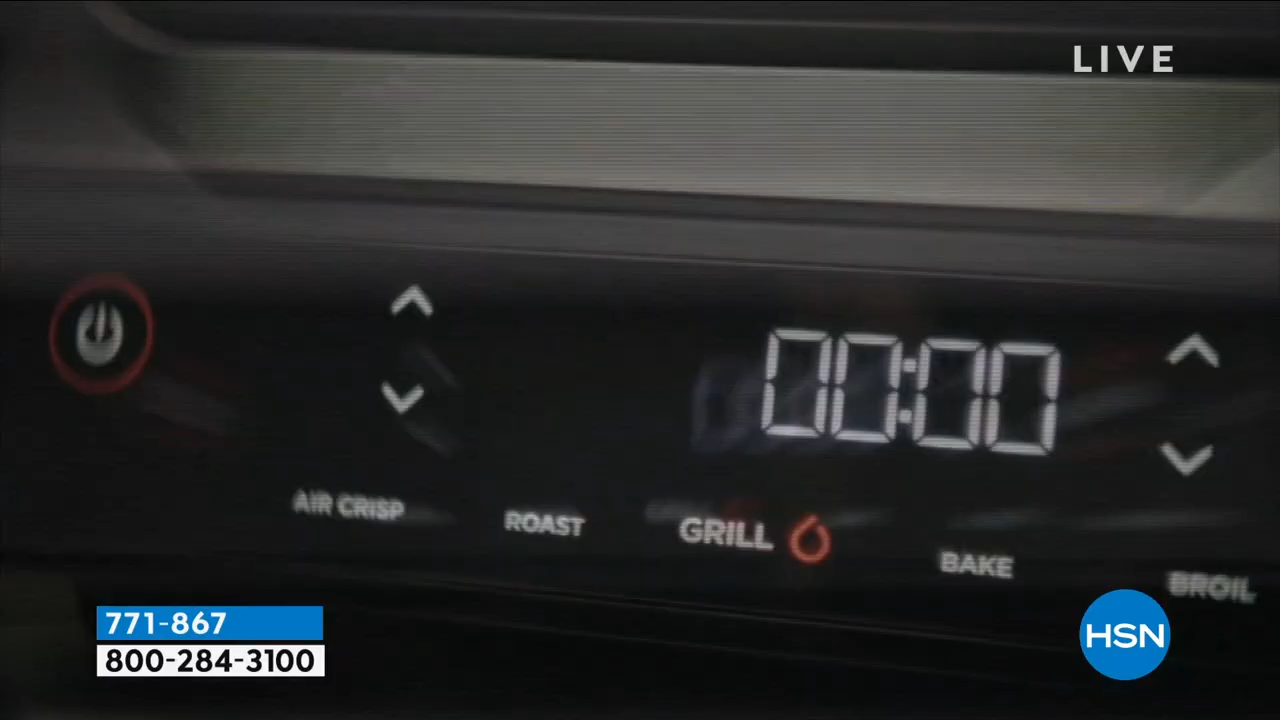 LIVE
00:00
AIR CRISP
ROAST
GRILL
BAKE
BROIL
771-867
800-284-3100
HSN